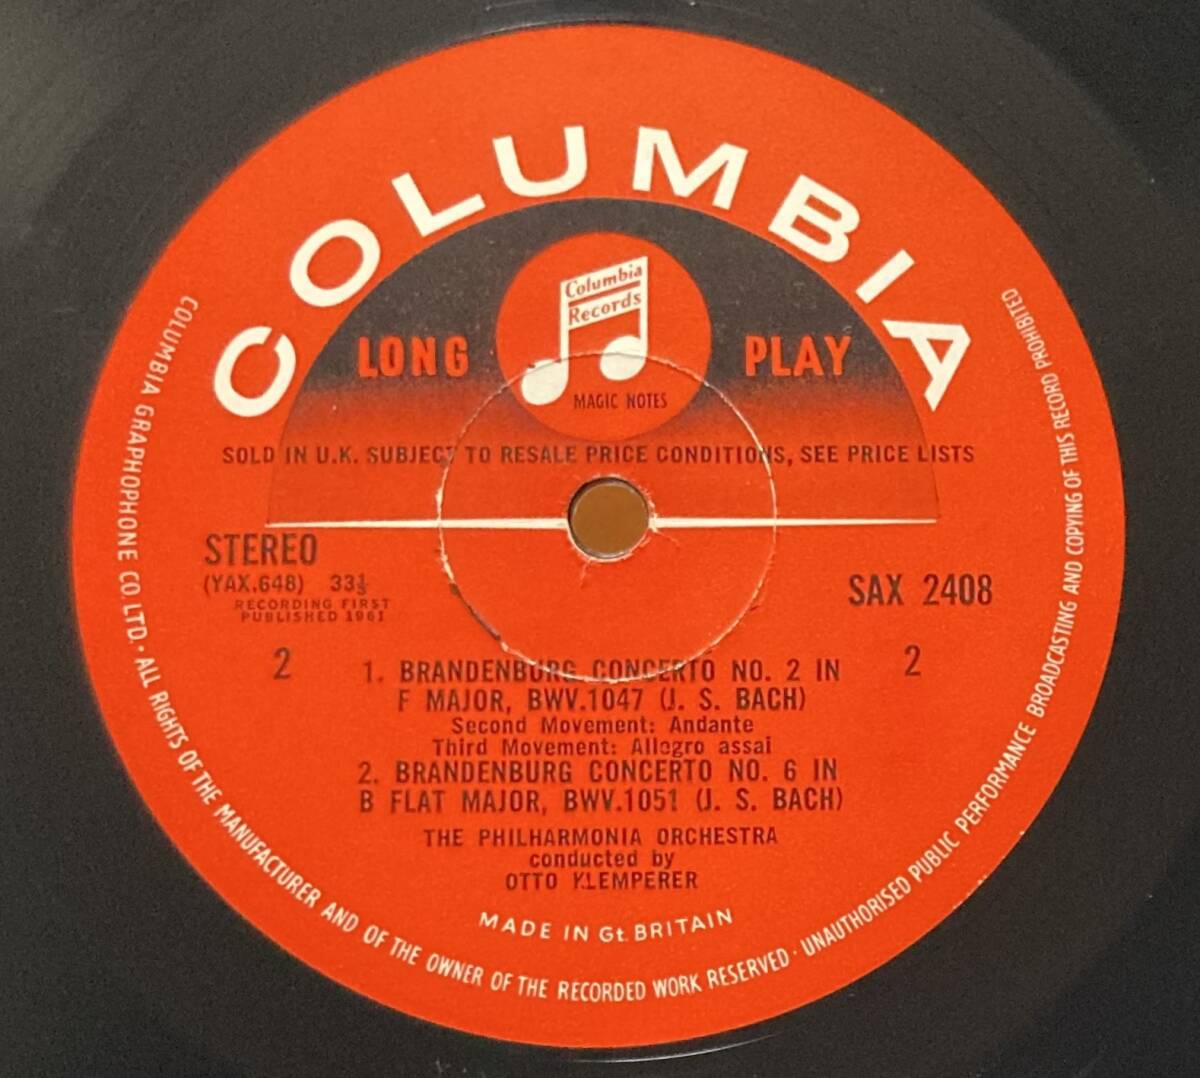 COLUMBIA
Columbia
Records
LONG PLAY
MAGIC NOTES
SOLD IN U.K. SUBJECT TO RESALE PRICE CONDITIONS, SEE PRICE LISTS
STEREO
(YAX.648) 33⅓
RECORDING FIRST
PUBLISHED 1961
SAX 2408
2 2
1. BRANDENBURG CONCERTO NO. 2 IN
F MAJOR, BWV.1047 (J. S. BACH)
Second Movement: Andante
Third Movement: Allegro assai
2. BRANDENBURG CONCERTO NO. 6 IN
B FLAT MAJOR, BWV.1051 (J. S. BACH)
THE PHILHARMONIA ORCHESTRA
conducted by
OTTO KLEMPERER
MADE IN Gt. BRITAIN
COLUMBIA GRAPHOPHONE CO. LTD. · ALL RIGHTS OF THE MANUFACTURER AND OF THE OWNER OF THE RECORDED WORK RESERVED · UNAUTHORISED PUBLIC PERFORMANCE BROADCASTING AND COPYING OF THIS RECORD PROHIBITED